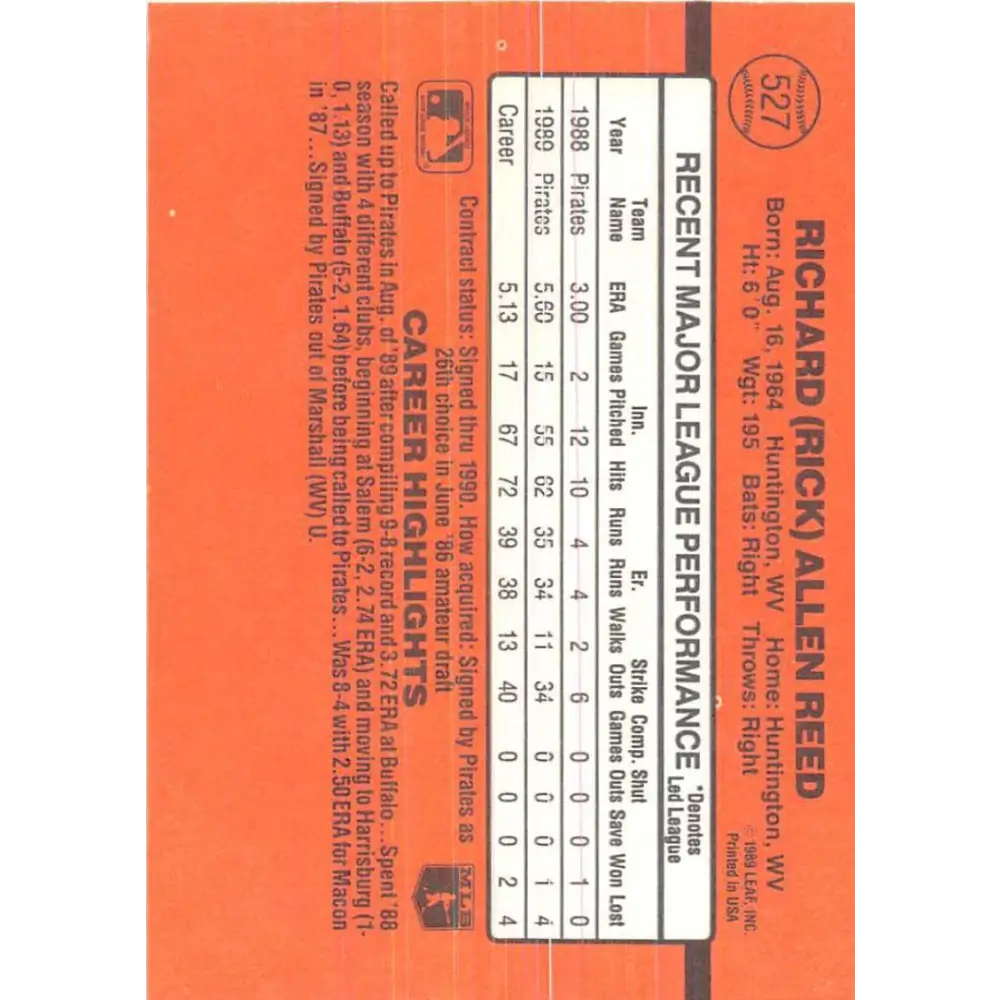 527
RICHARD (RICK) ALLEN REED
Born: Aug. 16, 1964 Huntington, WV Home: Huntington, WV
Ht: 6'0" Wgt: 195 Bats: Right Throws: Right
© 1989 LEAF, INC.
Printed in USA
RECENT MAJOR LEAGUE PERFORMANCE *Denotes Led League
Year Team Name ERA Games Inn. Pitched Hits Runs Er. Runs Walks Strike Outs Comp. Games Shut Outs Save Won Lost
1988 Pirates 3.00 2 12 10 4 4 2 6 0 0 0 1 0
1989 Pirates 5.60 15 55 62 35 34 11 34 0 0 0 1 4
Career 5.13 17 67 72 39 38 13 40 0 0 0 2 4
Contract status: Signed thru 1990. How acquired: Signed by Pirates as
26th choice in June '86 amateur draft
MLB
CAREER HIGHLIGHTS
Called up to Pirates in Aug. of '89 after compiling 9-8 record and 3.72 ERA at Buffalo...Spent '88
season with 4 different clubs, beginning at Salem (6-2, 2.74 ERA) and moving to Harrisburg (1-
0, 1.13) and Buffalo (5-2, 1.64) before being called to Pirates...Was 8-4 with 2.50 ERA for Macon
in '87...Signed by Pirates out of Marshall (WV) U.